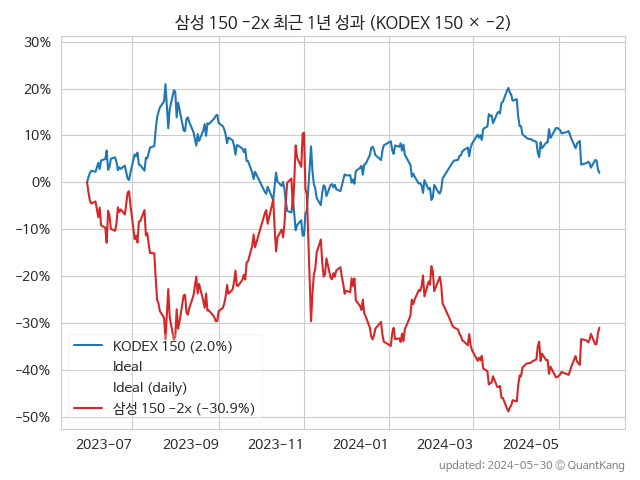 삼성 150 −2x 최근 1년 성과 (KODEX 150 × −2)
30%
20%
10%
0%
−10%
−20%
−30%
−40%
−50%
KODEX 150 (2.0%)
Ideal
Ideal (daily)
삼성 150 −2x (−30.9%)
2023-07 2023-09 2023-11 2024-01 2024-03 2024-05
updated: 2024-05-30 © QuantKang